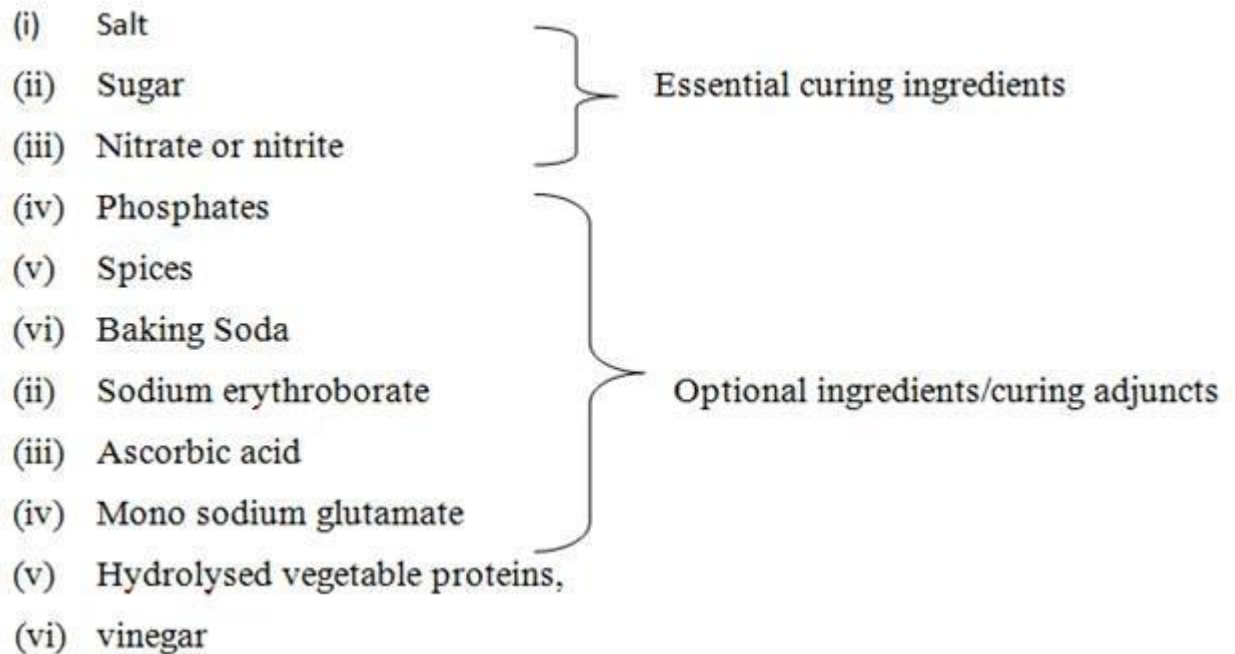 (i) Salt
(ii) Sugar Essential curing ingredients
(iii) Nitrate or nitrite
(iv) Phosphates
(v) Spices
(vi) Baking Soda
(ii) Sodium erythroborate Optional ingredients/curing adjuncts
(iii) Ascorbic acid
(iv) Mono sodium glutamate
(v) Hydrolysed vegetable proteins,
(vi) vinegar